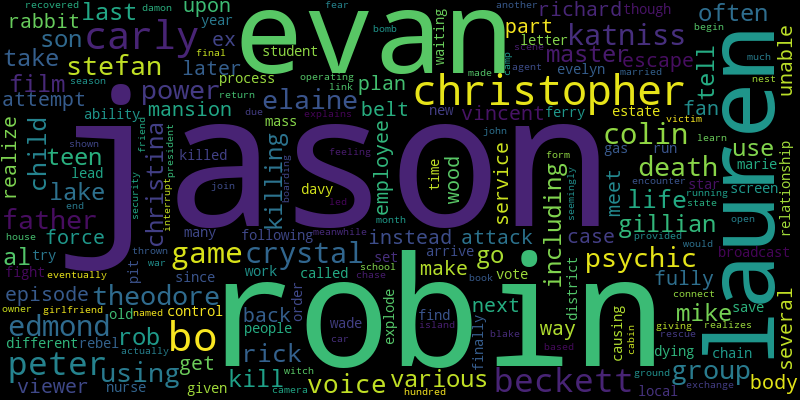 jason
robin
evan
lauren
christopher
carly
bo
peter
beckett
katniss
stefan
colin
crystal
elaine
christina
psychic
power
death
life
game
gillian
theodore
edmond
rick
rob
mike
vincent
richard
master
father
film
lake
teen
child
killing
kill
voice
various
group
including
service
employee
wood
belt
mansion
plan
process
student
ex
later
son
last
upon
rabbit
year
damon
recovered
take
attempt
ability
season
shown
realize
lead
end
force
al
try
pit
fight
house
eventually
episode
owner
girlfriend
named
control
old
different
rebel
actually
viewer
nurse
given
using
get
security
friend
president
interrupt
thrown
war
many
since
work
join
killed
following
called
people
back
order
witch
camera
hundred
explode
wade
island
car
find
finally
blake
based
set
school
chase
book
arrive
make
instead
attack
go
next
way
case
district
vote
meanwhile
led
boarding
month
feeling
explains
due
return
mass
davy
time
waiting
fear
bomb
final
operating
link
made
camp
agent
another
scene
letter
part
evelyn
married
new
ferry
estate
john
form
seemingly
encounter
meet
gas
run
local
causing
cabin
ground
dying
rescue
giving
connect
save
chain
exchange
realizes
body
several
provided
would
open
state
running
broadcast
screen
star
marie
learn
victim
fan
tell
escape
often
though
begin
much
nest
unable
relationship
use
fully